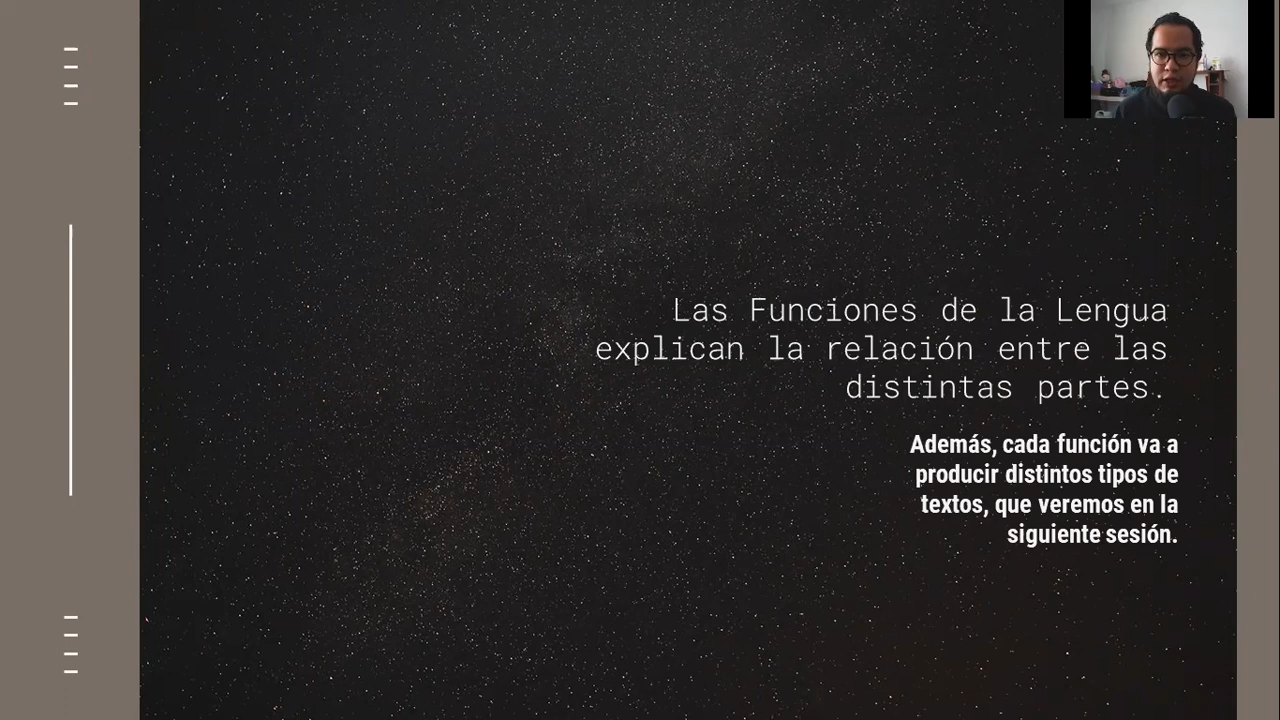 Las Funciones de la Lengua
explican la relación entre las
distintas partes.
Además, cada función va a
producir distintos tipos de
textos, que veremos en la
siguiente sesión.